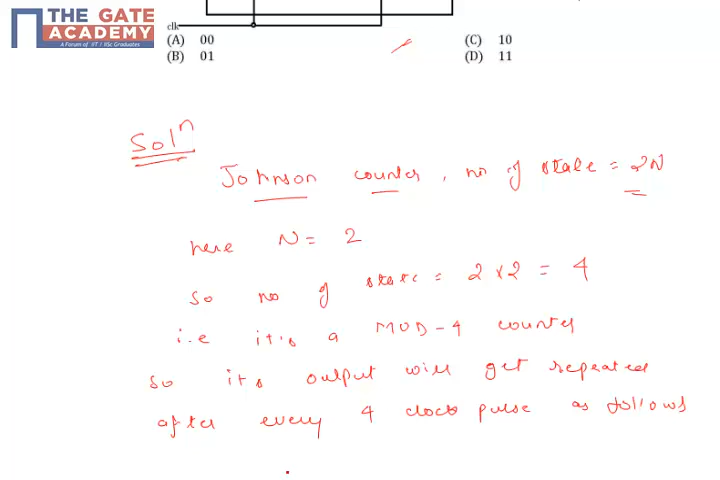 THE GATE
ACADEMY
A Forum of IIT / IISc Graduates
clk
(A) 00 (C) 10
(B) 01 (D) 11
Solⁿ
Johnson counter, no of state = 2N
here N = 2
so no of state = 2 × 2 = 4
i.e it's a MOD-4 counter
so its output will get repeated
after every 4 clock pulse as follows